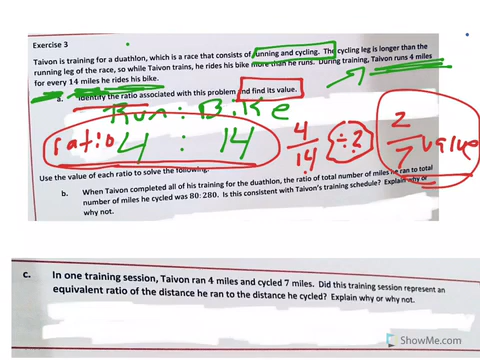 Exercise 3
Taivon is training for a duathlon, which is a race that consists of running and cycling. The cycling leg is longer than the
running leg of the race, so while Taivon trains, he rides his bike more than he runs. During training, Taivon runs 4 miles
for every 14 miles he rides his bike.
a. Identify the ratio associated with this problem and find its value.
Run : Bike
ratio 4 : 14 4/14 ÷2 2/7 value
Use the value of each ratio to solve the following.
b. When Taivon completed all of his training for the duathlon, the ratio of total number of miles he ran to total
number of miles he cycled was 80:280. Is this consistent with Taivon's training schedule? Explain why or
why not.
c. In one training session, Taivon ran 4 miles and cycled 7 miles. Did this training session represent an
equivalent ratio of the distance he ran to the distance he cycled? Explain why or why not.
ShowMe.com